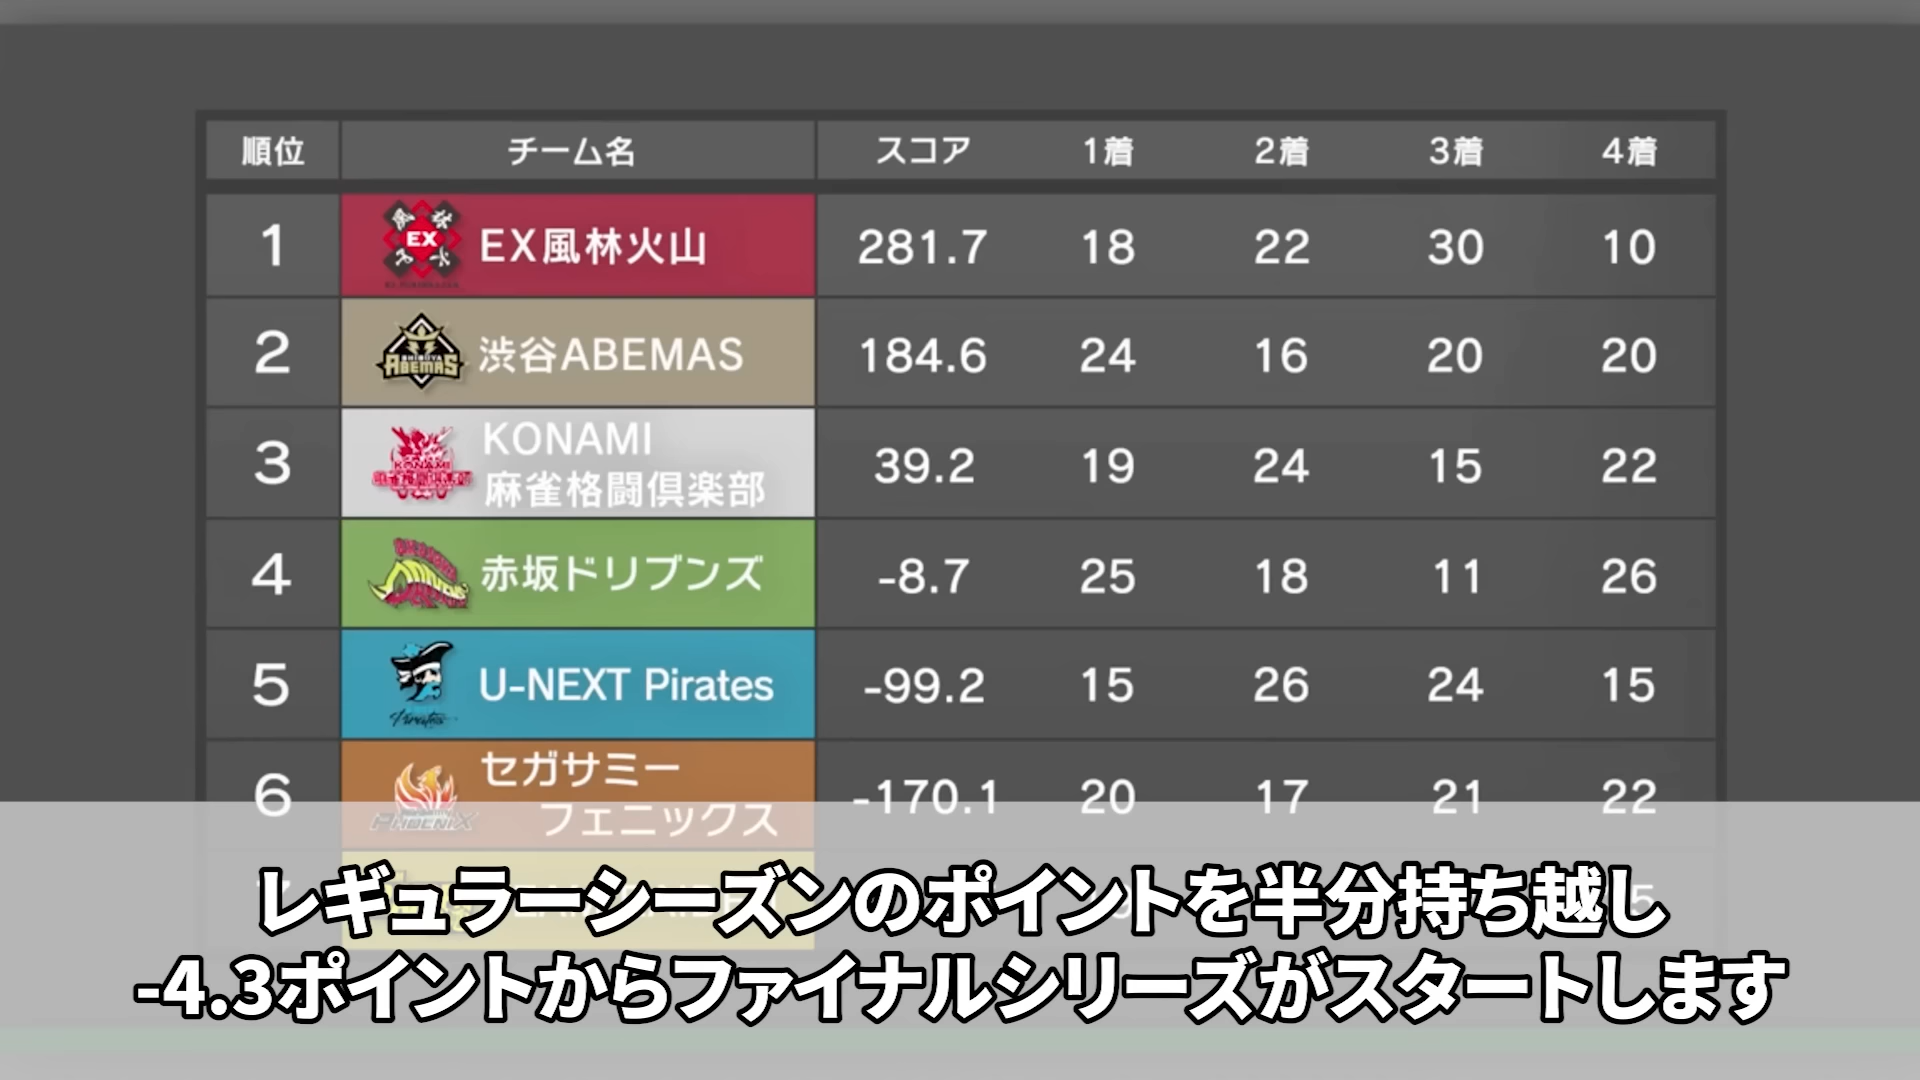 順位 チーム名 スコア 1着 2着 3着 4着
1 EX EX風林火山 281.7 18 22 30 10
2 SHIBUYA ABEMAS 渋谷ABEMAS 184.6 24 16 20 20
3 KONAMI
麻雀格闘倶楽部 39.2 19 24 15 22
4 赤坂ドリブンズ -8.7 25 18 11 26
5 Pirates U-NEXT Pirates -99.2 15 26 24 15
6 PHOENIX セガサミー
フェニックス -170.1 20 17 21 22
レギュラーシーズンのポイントを半分持ち越し
-4.3ポイントからファイナルシリーズがスタートします